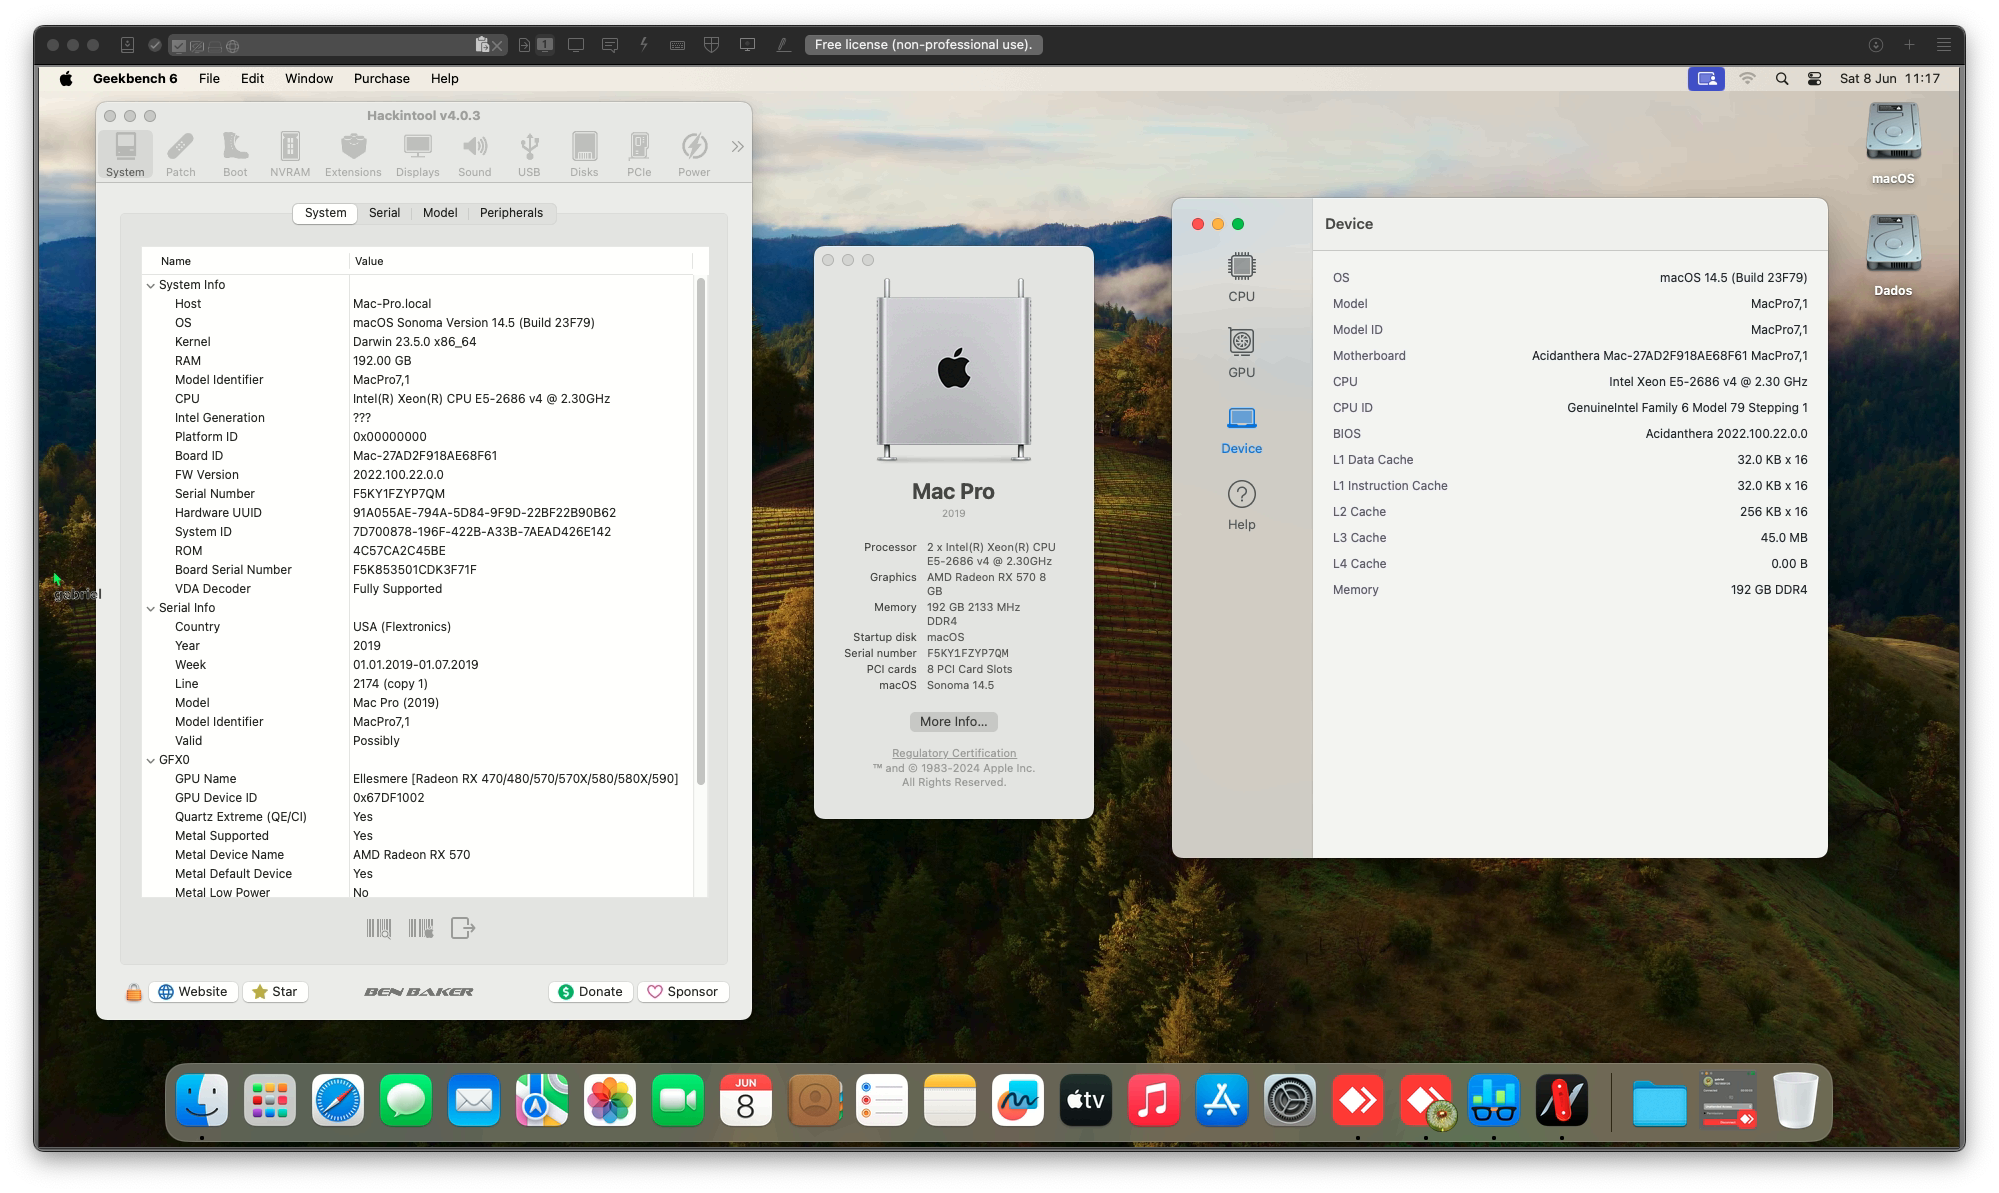 1 Free license (non-professional use).
Geekbench 6 File Edit Window Purchase Help Sat 8 Jun 11:17
Hackintool v4.0.3
System Patch Boot NVRAM Extensions Displays Sound USB Disks PCIe Power
System Serial Model Peripherals
Name Value
System Info
Host Mac-Pro.local
OS macOS Sonoma Version 14.5 (Build 23F79)
Kernel Darwin 23.5.0 x86_64
RAM 192.00 GB
Model Identifier MacPro7,1
CPU Intel(R) Xeon(R) CPU E5-2686 v4 @ 2.30GHz
Intel Generation ???
Platform ID 0x00000000
Board ID Mac-27AD2F918AE68F61
FW Version 2022.100.22.0.0
Serial Number F5KY1FZYP7QM
Hardware UUID 91A055AE-794A-5D84-9F9D-22BF22B90B62
System ID 7D700878-196F-422B-A33B-7AEAD426E142
ROM 4C57CA2C45BE
Board Serial Number F5K853501CDK3F71F
VDA Decoder Fully Supported
Serial Info
Country USA (Flextronics)
Year 2019
Week 01.01.2019-01.07.2019
Line 2174 (copy 1)
Model Mac Pro (2019)
Model Identifier MacPro7,1
Valid Possibly
GFX0
GPU Name Ellesmere [Radeon RX 470/480/570/570X/580/580X/590]
GPU Device ID 0x67DF1002
Quartz Extreme (QE/CI) Yes
Metal Supported Yes
Metal Device Name AMD Radeon RX 570
Metal Default Device Yes
Metal Low Power No
Website Star BEN BAKER Donate Sponsor
gabriel
Mac Pro
2019
Processor 2 x Intel(R) Xeon(R) CPU
E5-2686 v4 @ 2.30GHz
Graphics AMD Radeon RX 570 8
GB
Memory 192 GB 2133 MHz
DDR4
Startup disk macOS
Serial number F5KY1FZYP7QM
PCI cards 8 PCI Card Slots
macOS Sonoma 14.5
More Info...
Regulatory Certification
™ and © 1983-2024 Apple Inc.
All Rights Reserved.
CPU
GPU
Device
Help
Device
OS macOS 14.5 (Build 23F79)
Model MacPro7,1
Model ID MacPro7,1
Motherboard Acidanthera Mac-27AD2F918AE68F61 MacPro7,1
CPU Intel Xeon E5-2686 v4 @ 2.30 GHz
CPU ID GenuineIntel Family 6 Model 79 Stepping 1
BIOS Acidanthera 2022.100.22.0.0
L1 Data Cache 32.0 KB x 16
L1 Instruction Cache 32.0 KB x 16
L2 Cache 256 KB x 16
L3 Cache 45.0 MB
L4 Cache 0.00 B
Memory 192 GB DDR4
macOS
Dados
JUN
8
tv